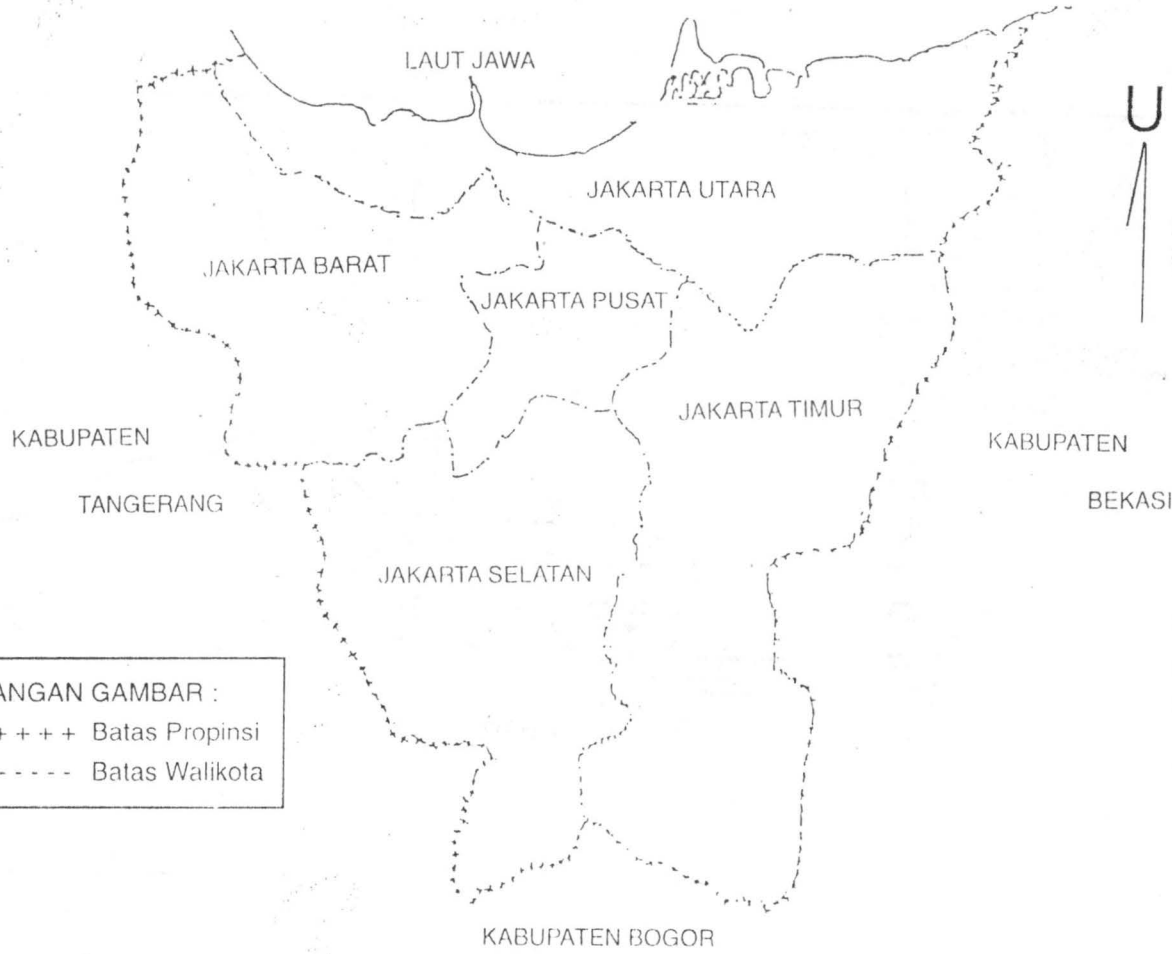 LAUT JAWA
U
JAKARTA UTARA
JAKARTA BARAT
JAKARTA PUSAT
JAKARTA TIMUR
KABUPATEN
TANGERANG
KABUPATEN
BEKASI
JAKARTA SELATAN
ANGAN GAMBAR :
++++ Batas Propinsi
----- Batas Walikota
KABUPATEN BOGOR